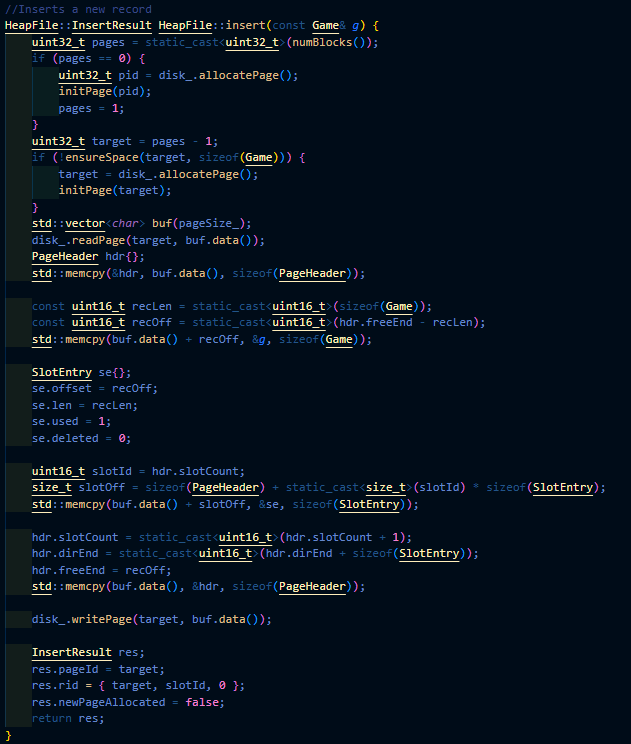 //Inserts a new record
HeapFile::InsertResult HeapFile::insert(const Game& g) {
    uint32_t pages = static_cast<uint32_t>(numBlocks());
    if (pages == 0) {
        uint32_t pid = disk_.allocatePage();
        initPage(pid);
        pages = 1;
    }
    uint32_t target = pages - 1;
    if (!ensureSpace(target, sizeof(Game))) {
        target = disk_.allocatePage();
        initPage(target);
    }
    std::vector<char> buf(pageSize_);
    disk_.readPage(target, buf.data());
    PageHeader hdr{};
    std::memcpy(&hdr, buf.data(), sizeof(PageHeader));

    const uint16_t recLen = static_cast<uint16_t>(sizeof(Game));
    const uint16_t recOff = static_cast<uint16_t>(hdr.freeEnd - recLen);
    std::memcpy(buf.data() + recOff, &g, sizeof(Game));

    SlotEntry se{};
    se.offset = recOff;
    se.len = recLen;
    se.used = 1;
    se.deleted = 0;

    uint16_t slotId = hdr.slotCount;
    size_t slotOff = sizeof(PageHeader) + static_cast<size_t>(slotId) * sizeof(SlotEntry);
    std::memcpy(buf.data() + slotOff, &se, sizeof(SlotEntry));

    hdr.slotCount = static_cast<uint16_t>(hdr.slotCount + 1);
    hdr.dirEnd = static_cast<uint16_t>(hdr.dirEnd + sizeof(SlotEntry));
    hdr.freeEnd = recOff;
    std::memcpy(buf.data(), &hdr, sizeof(PageHeader));

    disk_.writePage(target, buf.data());

    InsertResult res;
    res.pageId = target;
    res.rid = { target, slotId, 0 };
    res.newPageAllocated = false;
    return res;
}